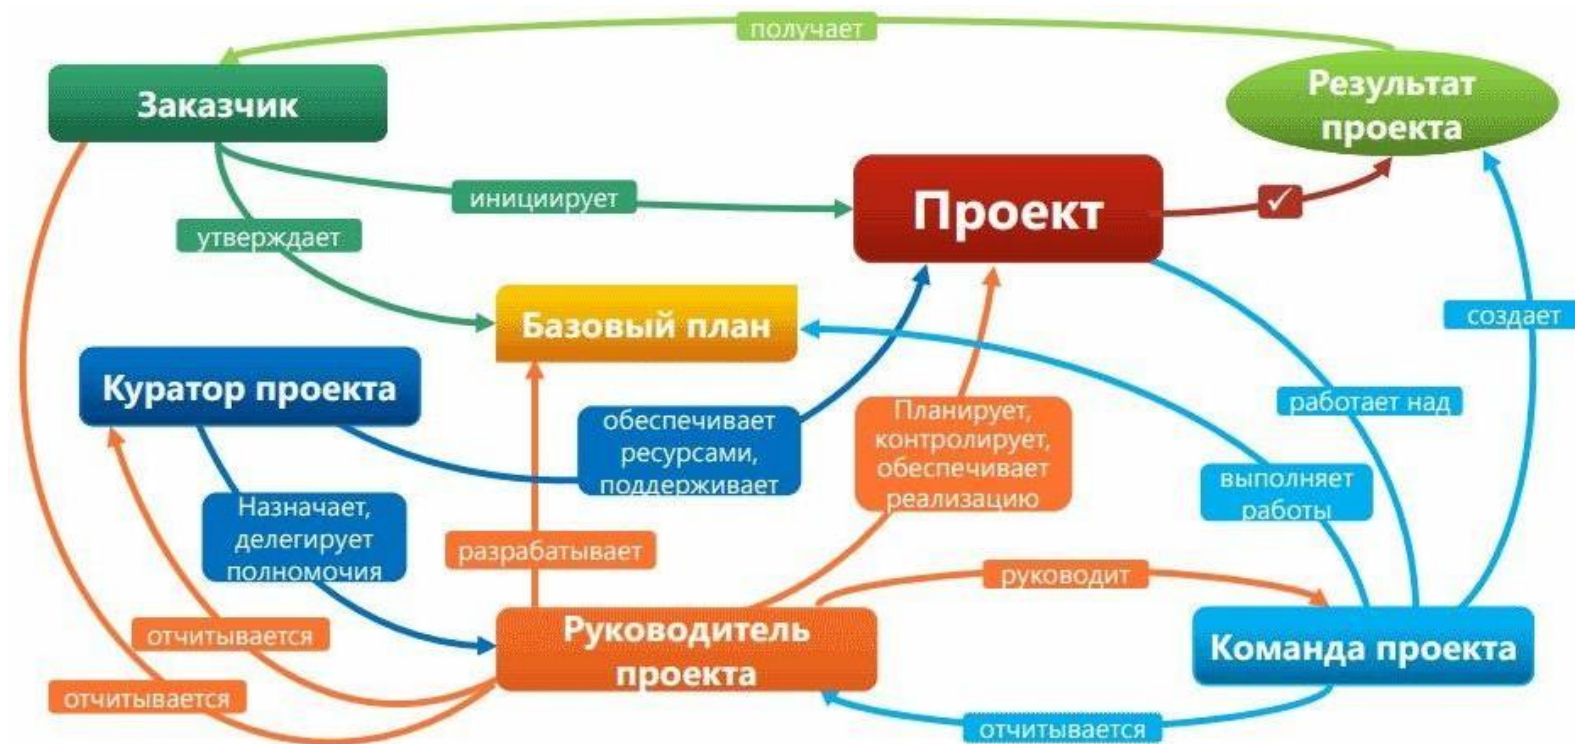 получает
Заказчик
Результат
проекта
Проект
✓
инициирует
утверждает
Базовый план
создает
Куратор проекта
работает над
обеспечивает
ресурсами,
поддерживает
Планирует,
контролирует,
обеспечивает
реализацию
выполняет
работы
Назначает,
делегирует
полномочия
разрабатывает
руководит
отчитывается
Руководитель
проекта
Команда проекта
отчитывается
отчитывается